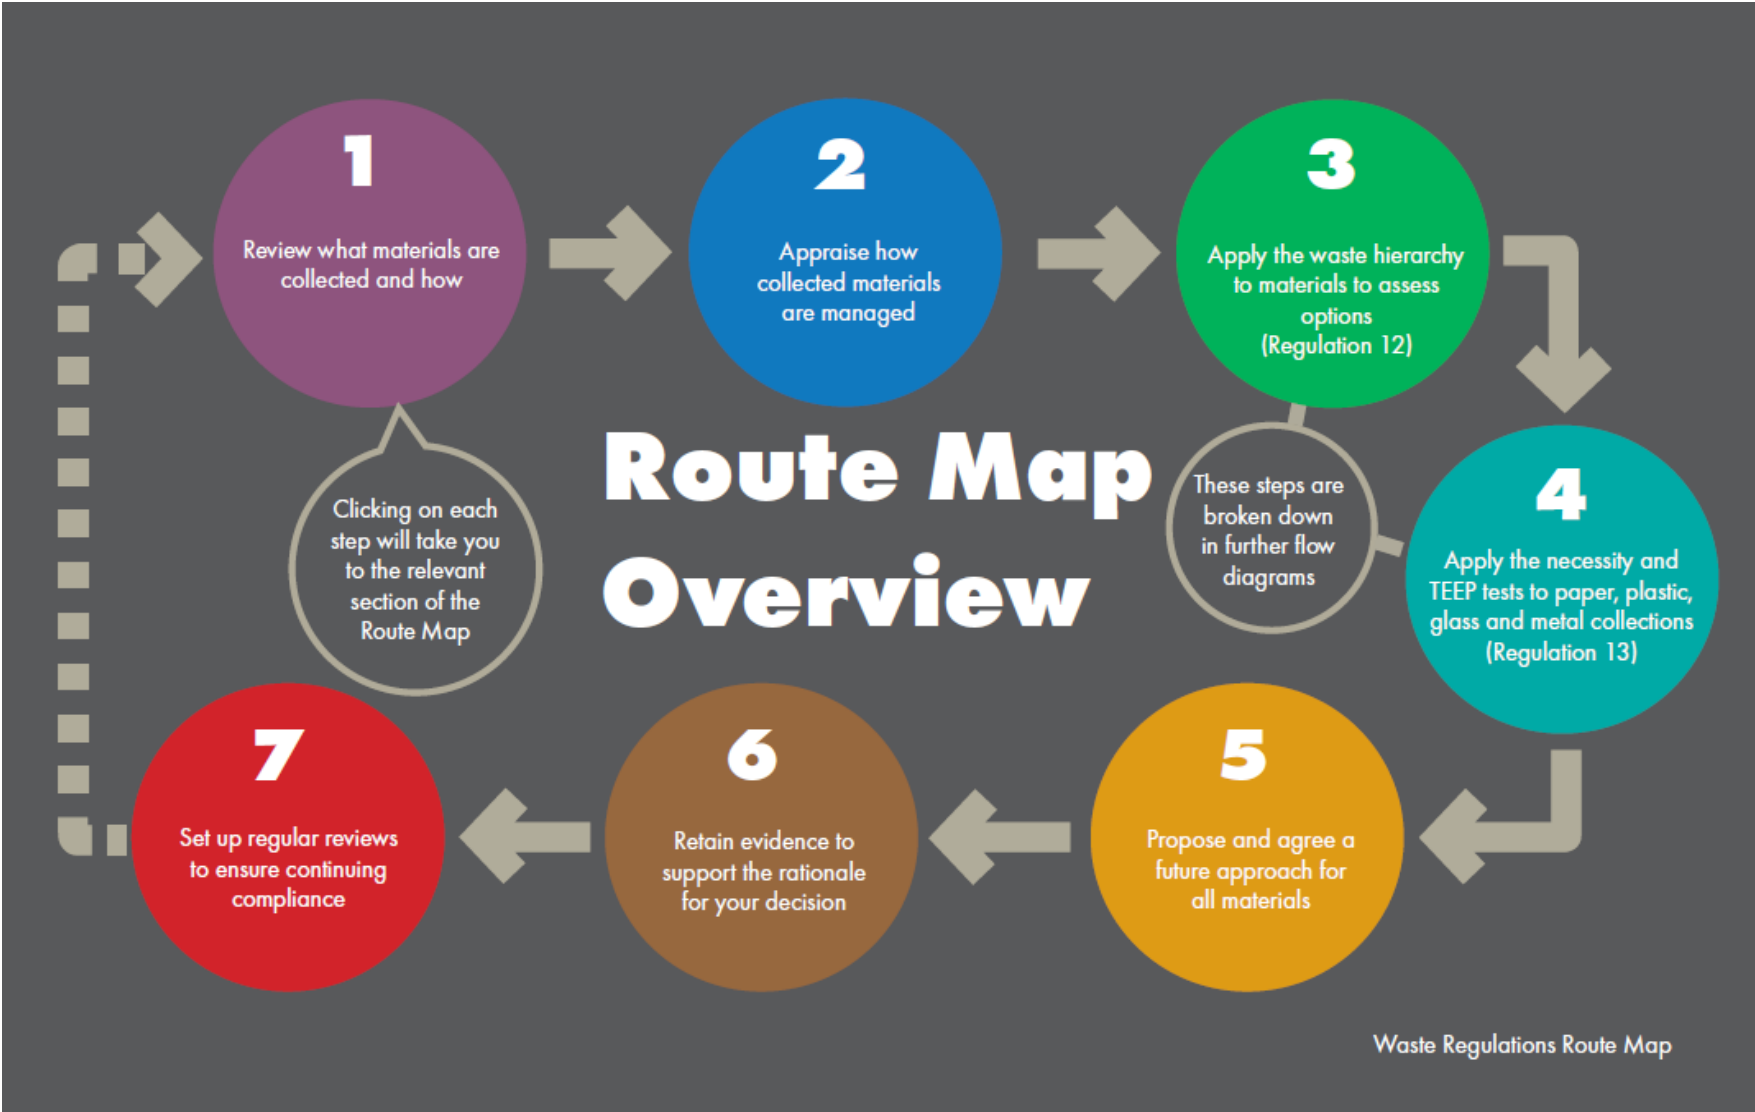 1
Review what materials are
collected and how
2
Appraise how
collected materials
are managed
3
Apply the waste hierarchy
to materials to assess
options
(Regulation 12)
Route Map
Overview
Clicking on each
step will take you
to the relevant
section of the
Route Map
These steps are
broken down
in further flow
diagrams
4
Apply the necessity and
TEEP tests to paper, plastic,
glass and metal collections
(Regulation 13)
5
Propose and agree a
future approach for
all materials
6
Retain evidence to
support the rationale
for your decision
7
Set up regular reviews
to ensure continuing
compliance
Waste Regulations Route Map